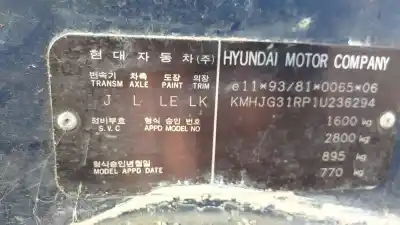 현대자동차(주) HYUNDAI MOTOR COMPANY
변속기 차축 도장 의장
TRANSM AXLE PAINT TRIM e11*93/81*0065*06
J L LE LK KMHJG31RP1U236294
정비부호 형식 승인 번호 1600 kg
S.V.C APPD MODEL NO 2800 kg
형식승인년월일 895 kg
MODEL APPD DATE 770 kg